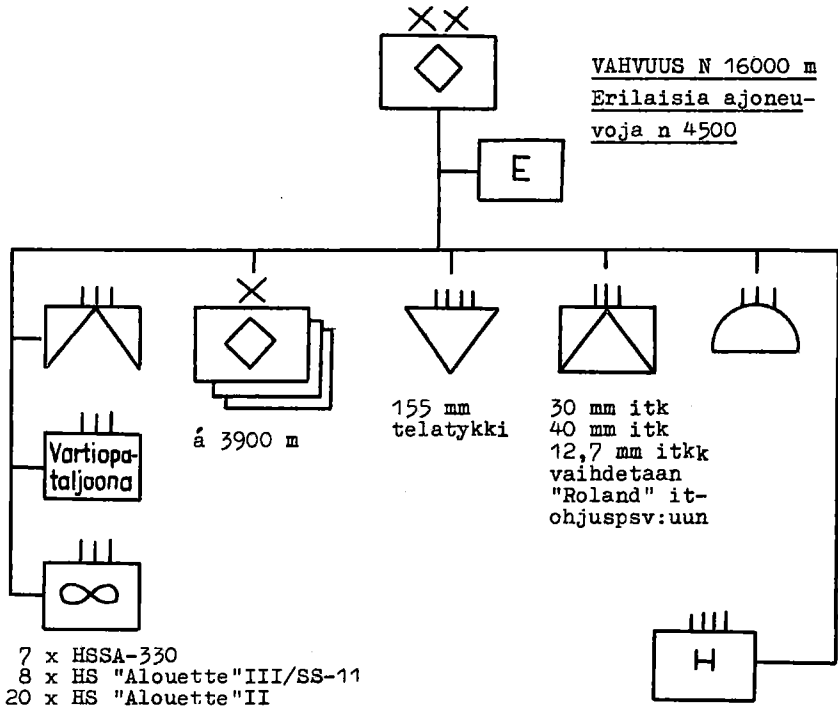 VAHVUUS N 16000 m
Erilaisia ajoneu-
voja n 4500
E
á 3900 m
155 mm
telatykki
30 mm itk
40 mm itk
12,7 mm itkk
vaihdetaan
"Roland" it-
ohjuspsv:uun
Vartiopa-
taljoona
7 x HSSA-330
8 x HS "Alouette"III/SS-11
20 x HS "Alouette"II
H